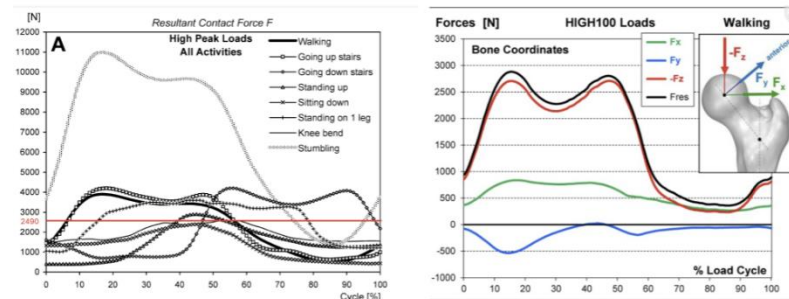 [N]
Resultant Contact Force F
12000
11000
10000
9000
8000
7000
6000
5000
4000
3000
2490
2000
1000
0
A
High Peak Loads
All Activities
Walking
Going up stairs
Going down stairs
Standing up
Sitting down
Standing on 1 leg
Knee bend
Stumbling
0 10 20 30 40 50 60 70 80 90 100
Cycle [%]
Forces [N] HIGH100 Loads Walking
3500
3000
2500
2000
1500
1000
500
0
-500
-1000
Bone Coordinates
Fx
Fy
-Fz
Fres
-Fz
anterior
Fy
Fx
% Load Cycle
0 10 20 30 40 50 60 70 80 90 100